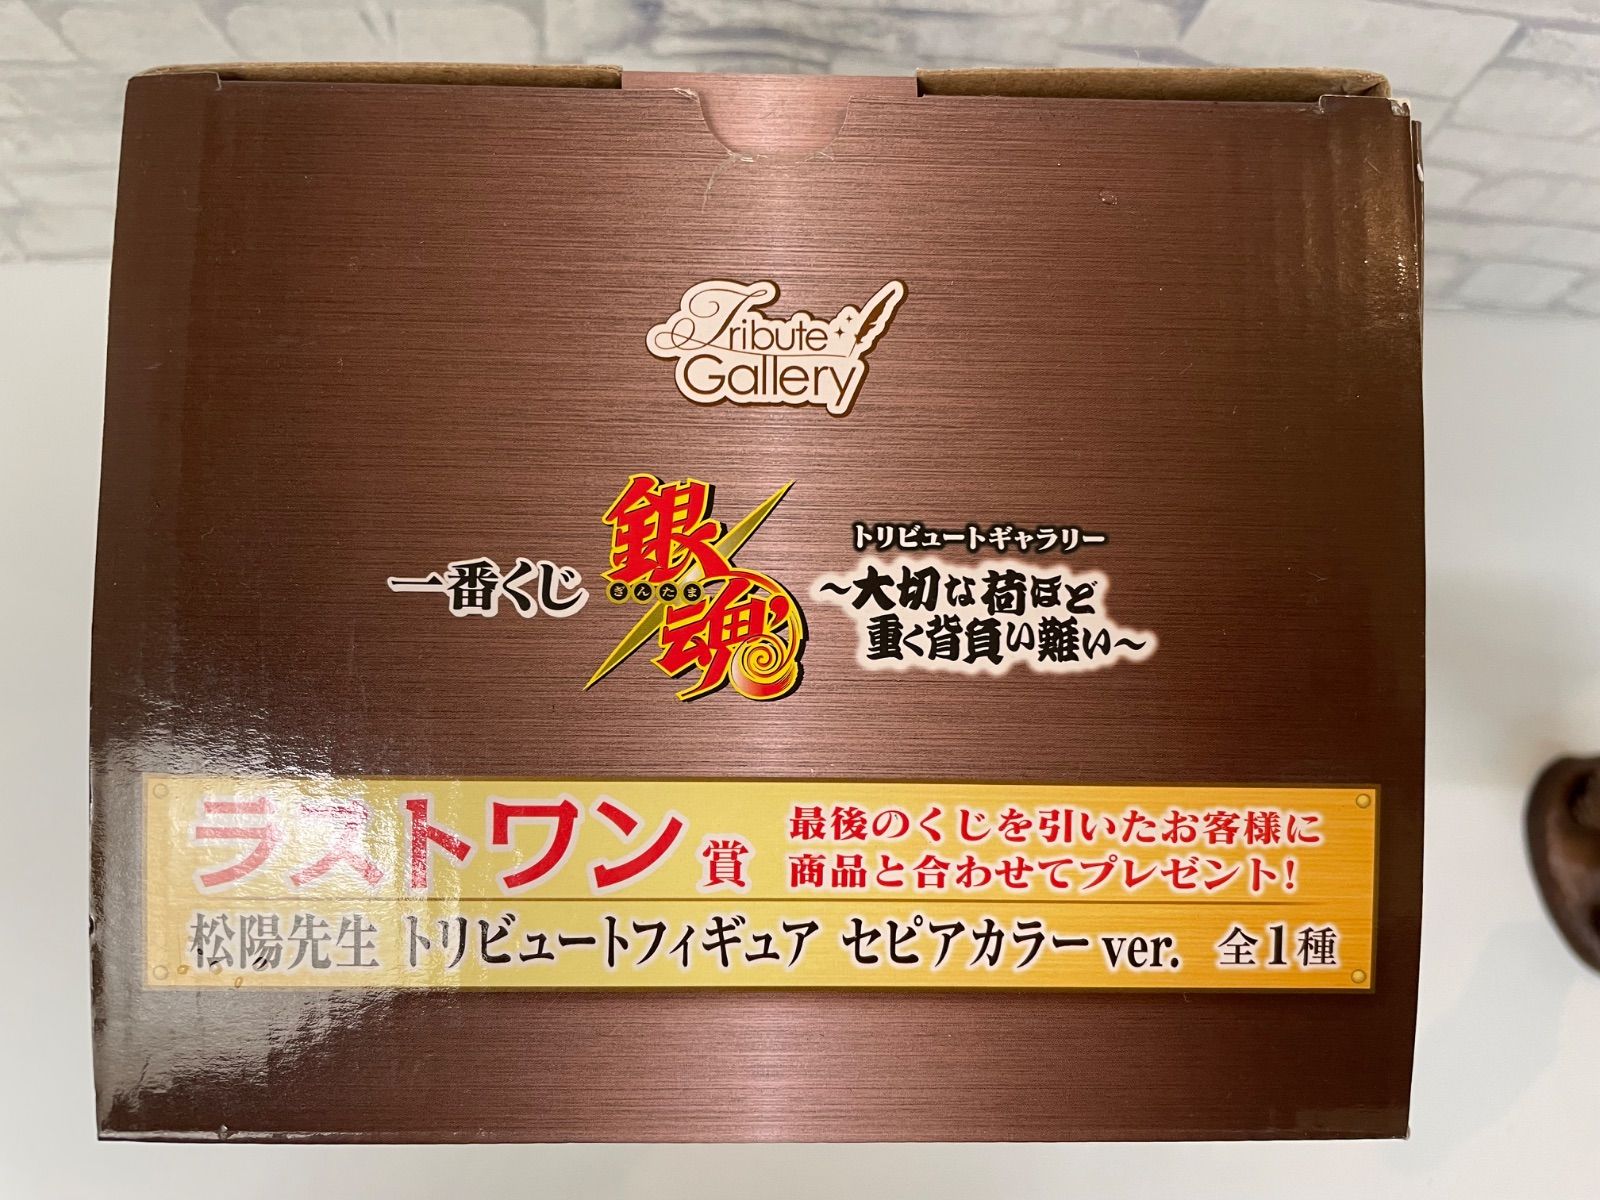 Tribute
Gallery
一番くじ
銀魂
ぎんたま
トリビュートギャラリー
～大切な荷ほど
重く背負い難い～
ラストワン賞
最後のくじを引いたお客様に
商品と合わせてプレゼント!
松陽先生 トリビュートフィギュア セピアカラーver. 全1種